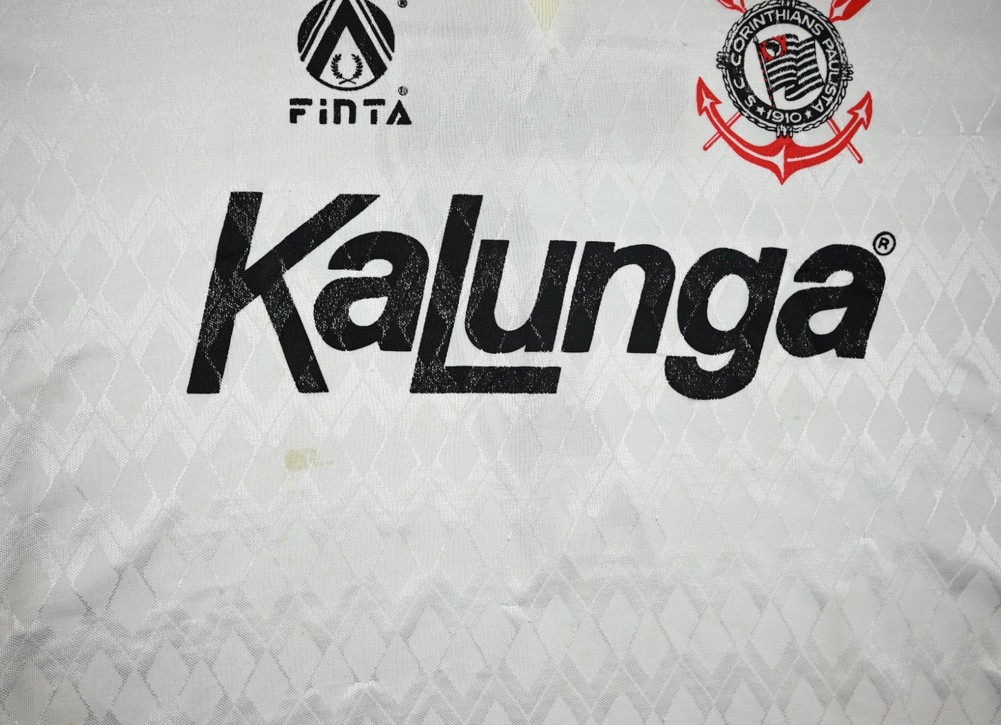 ®
FiNTA ®
S.C. CORINTHIANS PAULISTA
★1910★
KaLunga ®